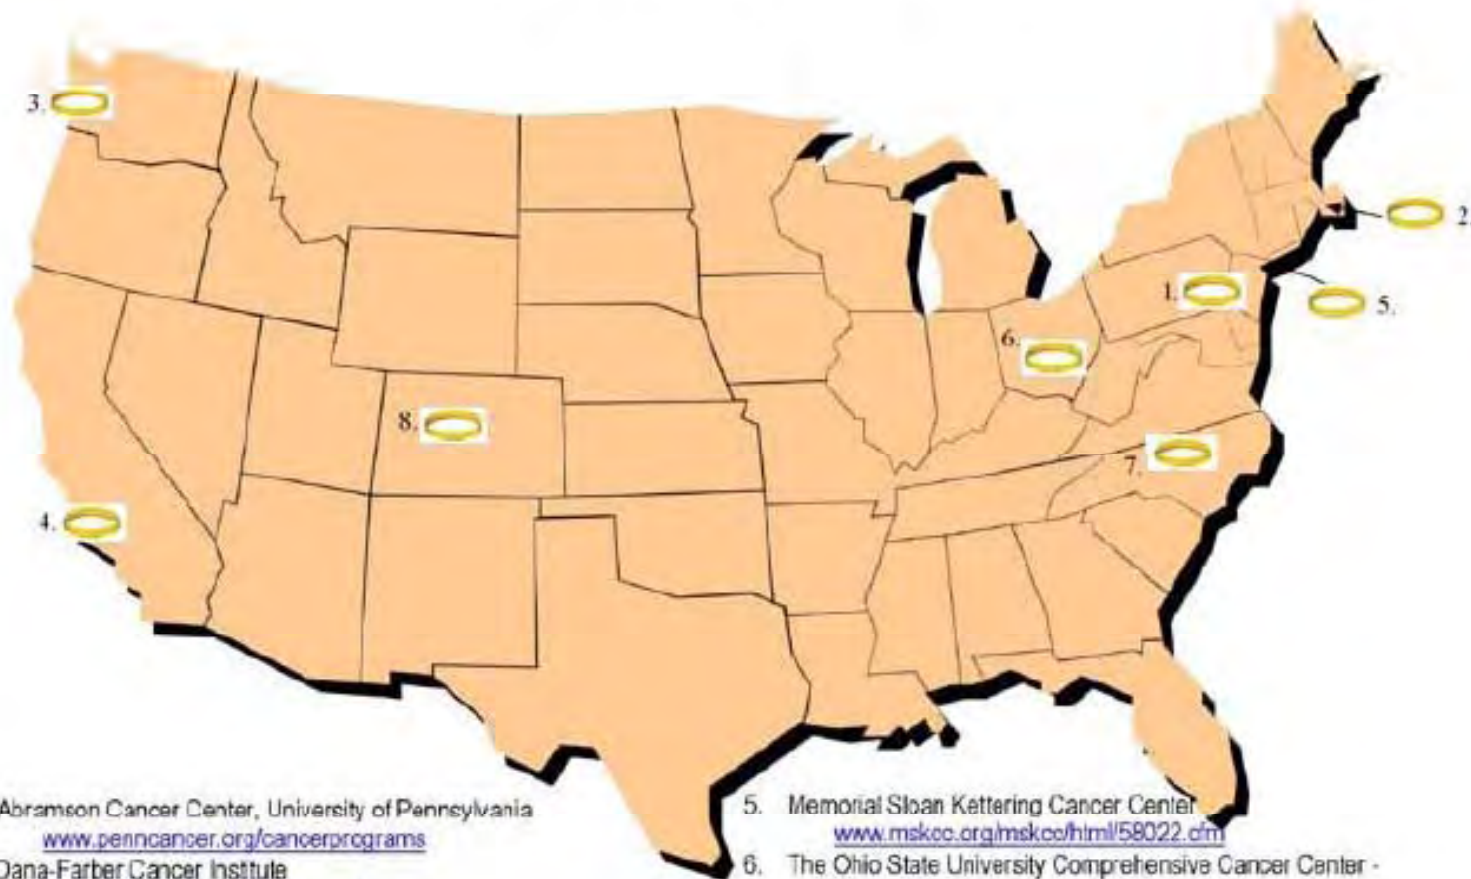 3.
2.
1.
5.
6.
8.
7.
4.
Abramson Cancer Center, University of Pennsylvania
www.penncancer.org/cancerprograms
Dana-Farber Cancer Institute
5. Memorial Sloan Kettering Cancer Center
www.mskcc.org/mskcc/html/58022.cfm
6. The Ohio State University Comprehensive Cancer Center -